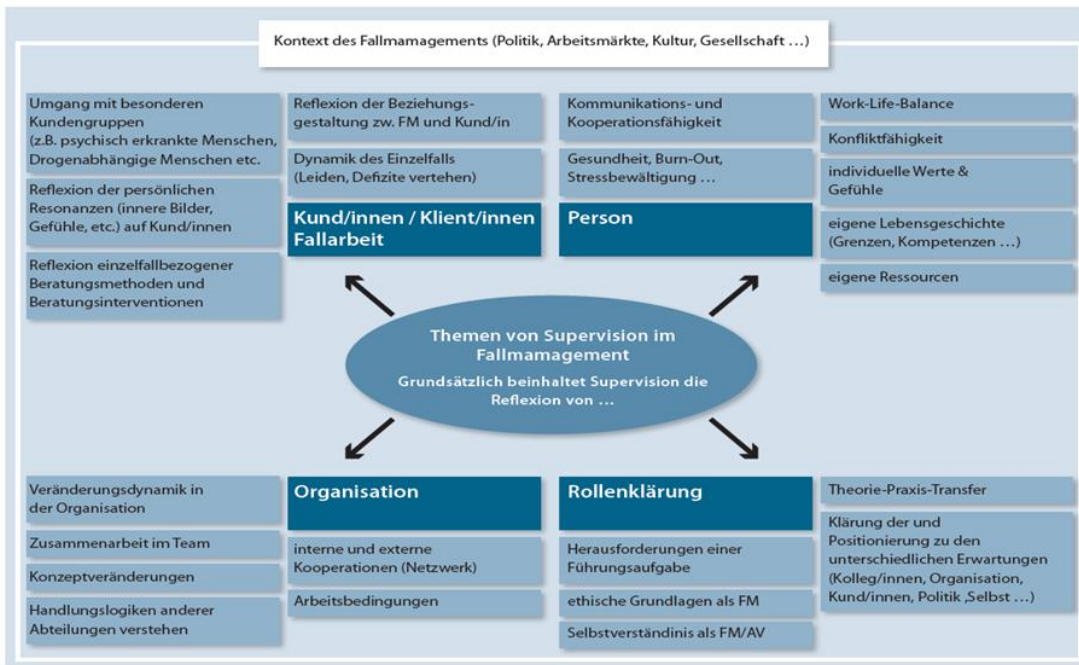 Kontext des Fallmamagements (Politik, Arbeitsmärkte, Kultur, Gesellschaft …)
Umgang mit besonderen
Kundengruppen
(z.B. psychisch erkrankte Menschen,
Drogenabhängige Menschen etc.
Reflexion der persönlichen
Resonanzen (innere Bilder,
Gefühle, etc.) auf Kund/innen
Reflexion einzelfallbezogener
Beratungsmethoden und
Beratungsinterventionen
Reflexion der Beziehungs-
gestaltung zw. FM und Kund/in
Dynamik des Einzelfalls
(Leiden, Defizite vertehen)
Kund/innen / Klient/innen
Fallarbeit
Kommunikations- und
Kooperationsfähigkeit
Gesundheit, Burn-Out,
Stressbewältigung …
Person
Work-Life-Balance
Konfliktfähigkeit
individuelle Werte &
Gefühle
eigene Lebensgeschichte
(Grenzen, Kompetenzen …)
eigene Ressourcen
Themen von Supervision im
Fallmamagement
Grundsätzlich beinhaltet Supervision die
Reflexion von …
Veränderungsdynamik in
der Organisation
Zusammenarbeit im Team
Konzeptveränderungen
Handlungslogiken anderer
Abteilungen verstehen
Organisation
interne und externe
Kooperationen (Netzwerk)
Arbeitsbedingungen
Rollenklärung
Herausforderungen einer
Führungsaufgabe
ethische Grundlagen als FM
Selbstverständinis als FM/AV
Theorie-Praxis-Transfer
Klärung der und
Positionierung zu den
unterschiedlichen Erwartungen
(Kolleg/innen, Organisation,
Kund/innen, Politik ,Selbst …)